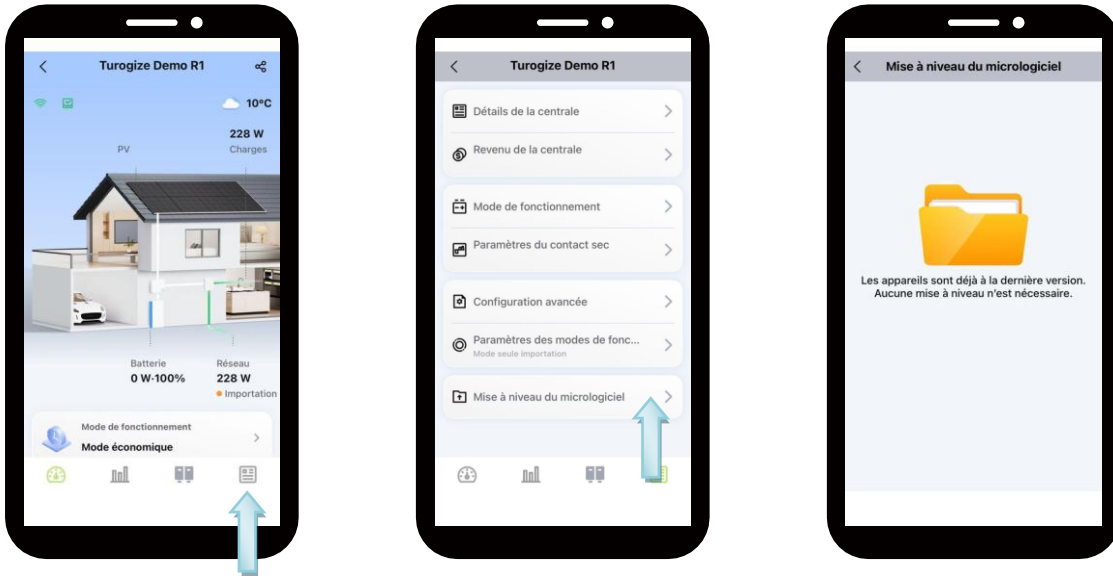 Turogize Demo R1
10°C
228 W
PV
Charges
Batterie
Réseau
0 W·100%
228 W
Importation
Mode de fonctionnement
Mode économique
Turogize Demo R1
Détails de la centrale
Revenu de la centrale
Mode de fonctionnement
Paramètres du contact sec
Configuration avancée
Paramètres des modes de fonc...
Mode seule importation
Mise à niveau du micrologiciel
Mise à niveau du micrologiciel
Les appareils sont déjà à la dernière version.
Aucune mise à niveau n'est nécessaire.